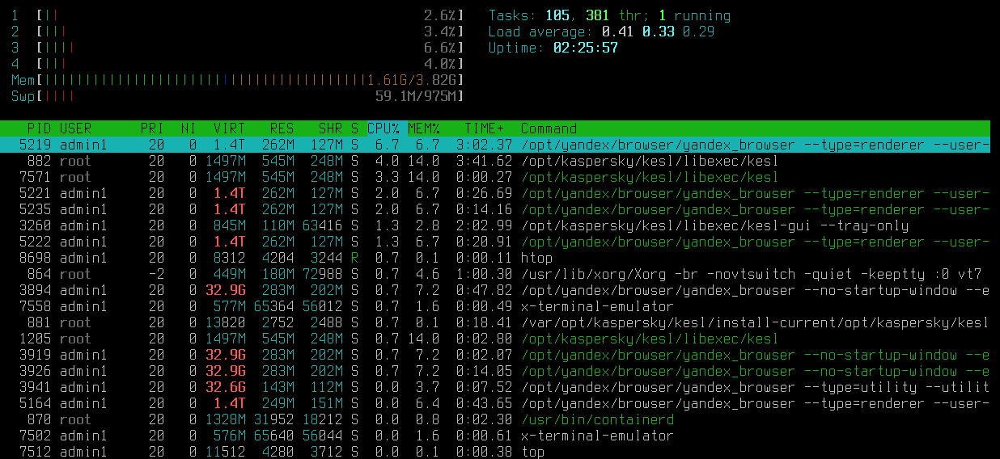 1 [|| 2.6%] Tasks: 105, 381 thr; 1 running
2 [||| 3.4%] Load average: 0.41 0.33 0.29
3 [|||| 6.6%] Uptime: 02:25:57
4 [||| 4.0%]
Mem[||||||||||||||||||||||||||||||||||||||||1.61G/3.82G]
Swp[|||| 59.1M/975M]
PID USER PRI NI VIRT RES SHR S CPU% MEM% TIME+ Command
5219 admin1 20 0 1.4T 262M 127M S 6.7 6.7 3:02.37 /opt/yandex/browser/yandex_browser --type=renderer --user-
882 root 20 0 1497M 545M 248M S 4.0 14.0 3:41.62 /opt/kaspersky/kesl/libexec/kesl
7571 root 20 0 1497M 545M 248M S 3.3 14.0 0:00.27 /opt/kaspersky/kesl/libexec/kesl
5221 admin1 20 0 1.4T 262M 127M S 2.0 6.7 0:26.69 /opt/yandex/browser/yandex_browser --type=renderer --user-
5235 admin1 20 0 1.4T 262M 127M S 2.0 6.7 0:14.16 /opt/yandex/browser/yandex_browser --type=renderer --user-
3260 admin1 20 0 845M 110M 63416 S 1.3 2.8 2:02.99 /opt/kaspersky/kesl/libexec/kesl-gui --tray-only
5222 admin1 20 0 1.4T 262M 127M S 1.3 6.7 0:20.91 /opt/yandex/browser/yandex_browser --type=renderer --user-
8698 admin1 20 0 8312 4204 3244 R 0.7 0.1 0:00.11 htop
864 root -2 0 449M 180M 72988 S 0.7 4.6 1:00.30 /usr/lib/xorg/Xorg -br -novtswitch -quiet -keeptty :0 vt7
3894 admin1 20 0 32.9G 283M 202M S 0.7 7.2 0:47.82 /opt/yandex/browser/yandex_browser --no-startup-window --e
7558 admin1 20 0 577M 65364 56012 S 0.7 1.6 0:00.49 x-terminal-emulator
881 root 20 0 13820 2752 2488 S 0.7 0.1 0:18.41 /var/opt/kaspersky/kesl/install-current/opt/kaspersky/kesl
1205 root 20 0 1497M 545M 248M S 0.7 14.0 0:02.80 /opt/kaspersky/kesl/libexec/kesl
3919 admin1 20 0 32.9G 283M 202M S 0.7 7.2 0:02.07 /opt/yandex/browser/yandex_browser --no-startup-window --e
3926 admin1 20 0 32.9G 283M 202M S 0.7 7.2 0:14.05 /opt/yandex/browser/yandex_browser --no-startup-window --e
3941 admin1 20 0 32.6G 143M 112M S 0.0 3.7 0:07.52 /opt/yandex/browser/yandex_browser --type=utility --utilit
5164 admin1 20 0 1.4T 249M 151M S 0.0 6.4 0:43.65 /opt/yandex/browser/yandex_browser --type=renderer --user-
870 root 20 0 1328M 31952 18212 S 0.0 0.8 0:02.30 /usr/bin/containerd
7502 admin1 20 0 576M 65640 56044 S 0.0 1.6 0:00.61 x-terminal-emulator
7512 admin1 20 0 11512 4280 3712 S 0.0 0.1 0:00.38 top